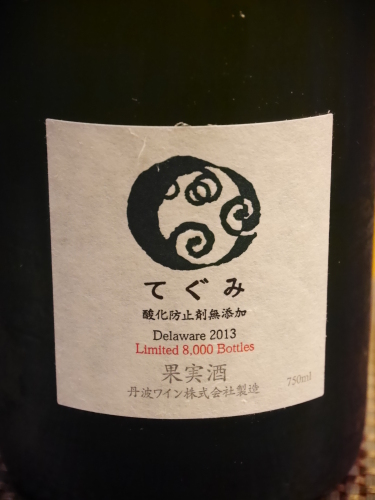 てぐみ
酸化防止剤無添加
Delaware 2013
Limited 8,000 Bottles
果実酒
750ml
丹波ワイン株式会社製造